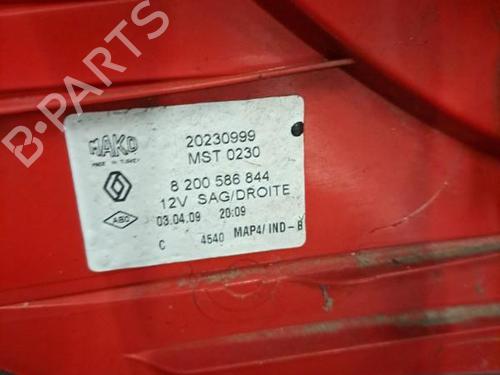 MAKO
MADE IN TURKEY
20230999
MST 0230
8 200 586 844
12V SAG/DROITE
03.04.09 20:09
C 4540 MAP4/ IND-B
B-PARTS